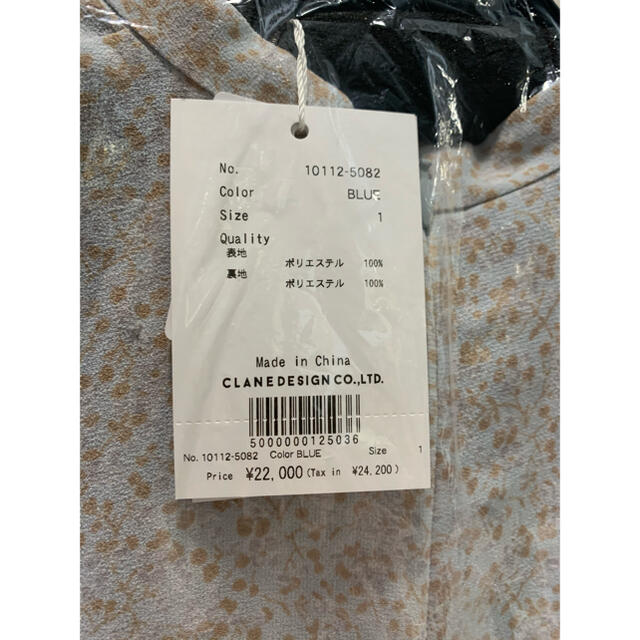 No. 10112-5082
Color BLUE
Size 1
Quality
表地
ポリエステル 100%
裏地
ポリエステル 100%
Made in China
CLANE DESIGN CO.,LTD.
5000000125036
No. 10112-5082 Color BLUE Size 1
Price ¥22,000 (Tax in ¥24,200)